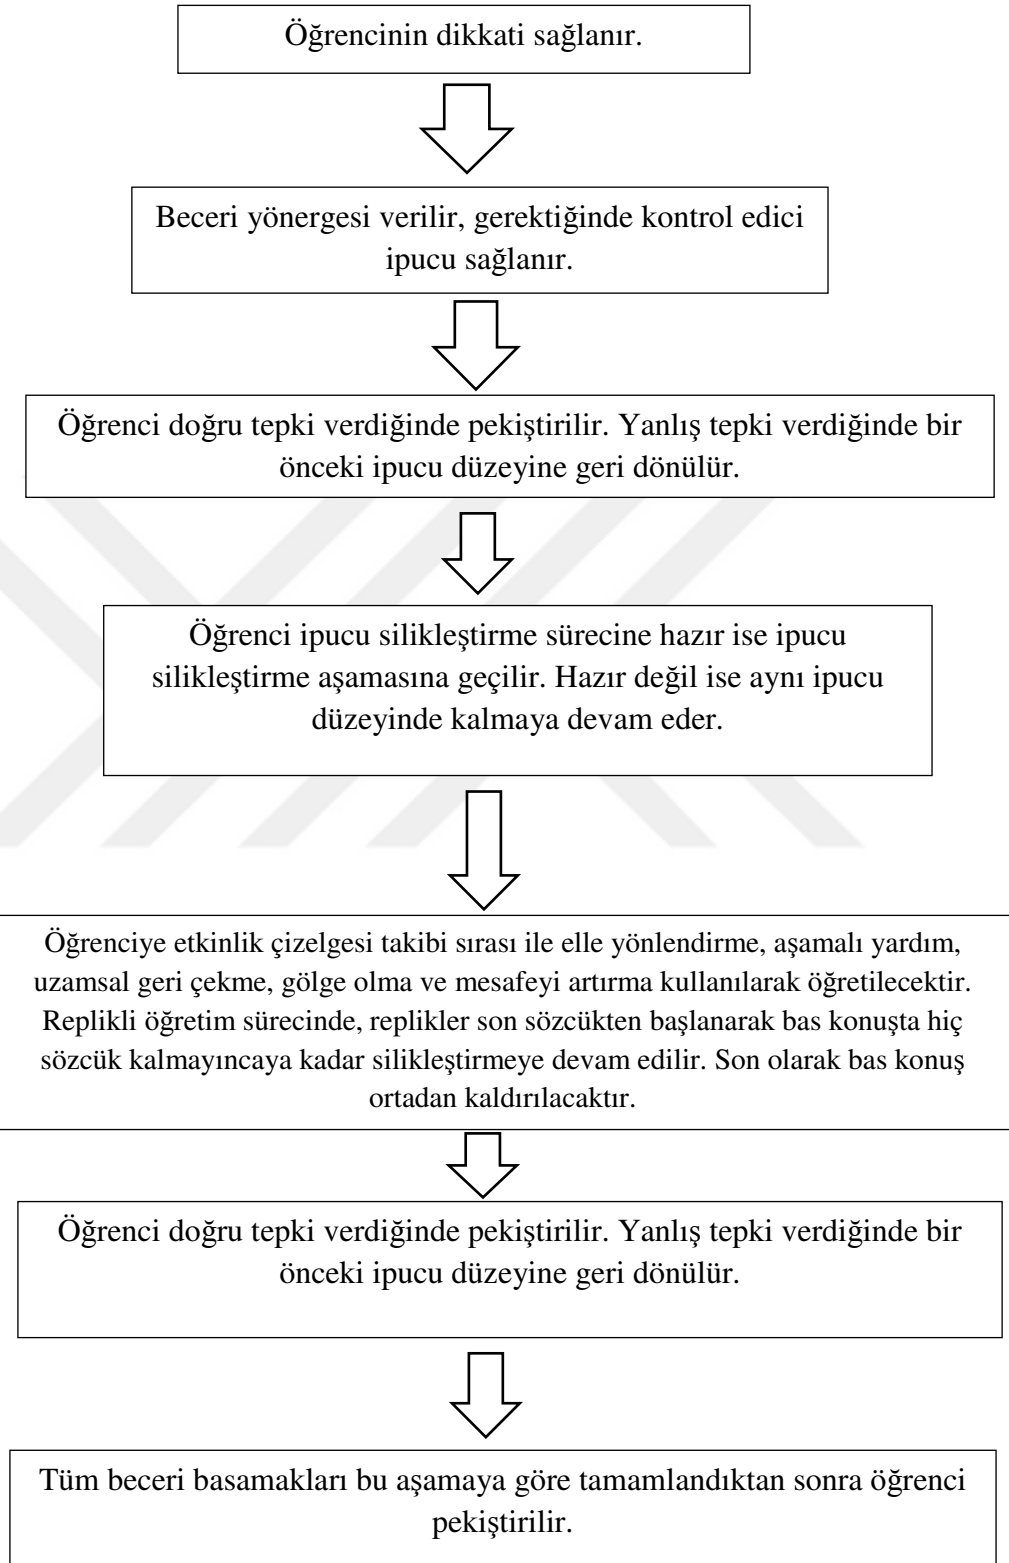 Öğrencinin dikkati sağlanır.
Beceri yönergesi verilir, gerektiğinde kontrol edici
ipucu sağlanır.
Öğrenci doğru tepki verdiğinde pekiştirilir. Yanlış tepki verdiğinde bir
önceki ipucu düzeyine geri dönülür.
Öğrenci ipucu silikleştirme sürecine hazır ise ipucu
silikleştirme aşamasına geçilir. Hazır değil ise aynı ipucu
düzeyinde kalmaya devam eder.
Öğrenciye etkinlik çizelgesi takibi sırası ile elle yönlendirme, aşamalı yardım,
uzamsal geri çekme, gölge olma ve mesafeyi artırma kullanılarak öğretilecektir.
Replikli öğretim sürecinde, replikler son sözcükten başlanarak bas konuşta hiç
sözcük kalmayıncaya kadar silikleştirmeye devam edilir. Son olarak bas konuş
ortadan kaldırılacaktır.
Öğrenci doğru tepki verdiğinde pekiştirilir. Yanlış tepki verdiğinde bir
önceki ipucu düzeyine geri dönülür.
Tüm beceri basamakları bu aşamaya göre tamamlandıktan sonra öğrenci
pekiştirilir.